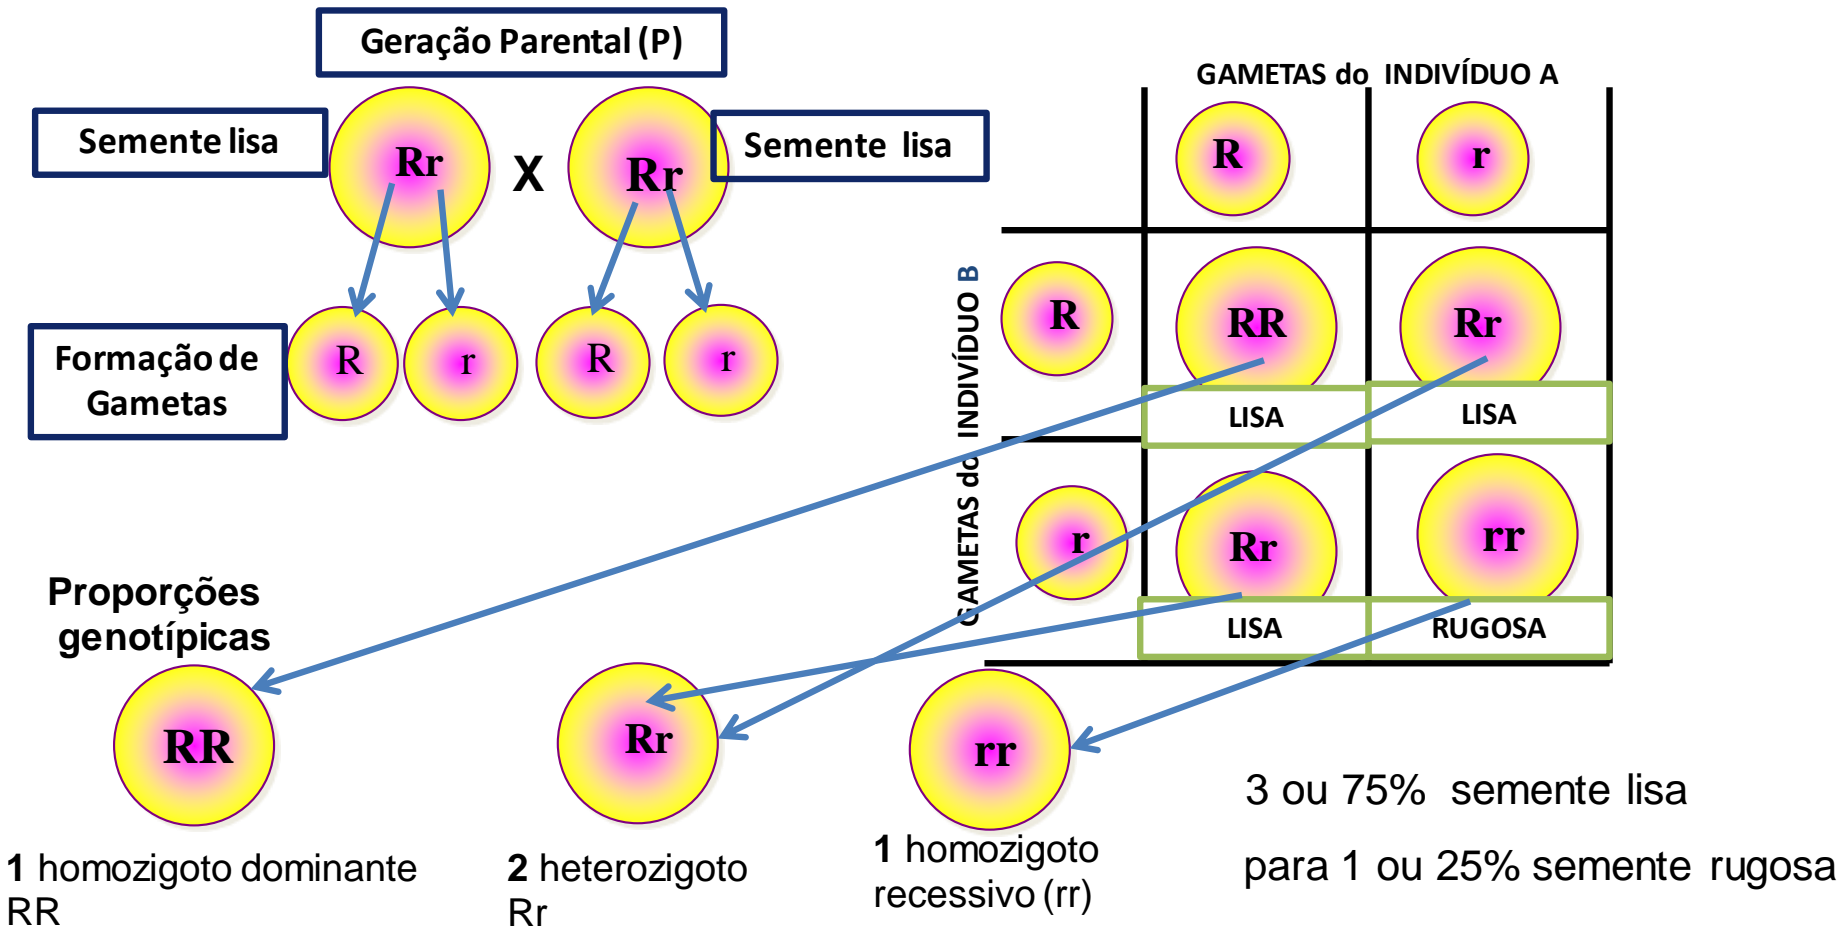 Geração Parental (P)
Semente lisa
Rr
X
Rr
Semente lisa
Formação de
Gametas
R
r
R
r
GAMETAS do INDIVÍDUO A
R
r
GAMETAS do INDIVÍDUO B
R
RR
Rr
LISA
LISA
r
Rr
rr
LISA
RUGOSA
Proporções
genotípicas
RR
Rr
rr
1 homozigoto dominante
RR
2 heterozigoto
Rr
1 homozigoto
recessivo (rr)
3 ou 75% semente lisa
para 1 ou 25% semente rugosa